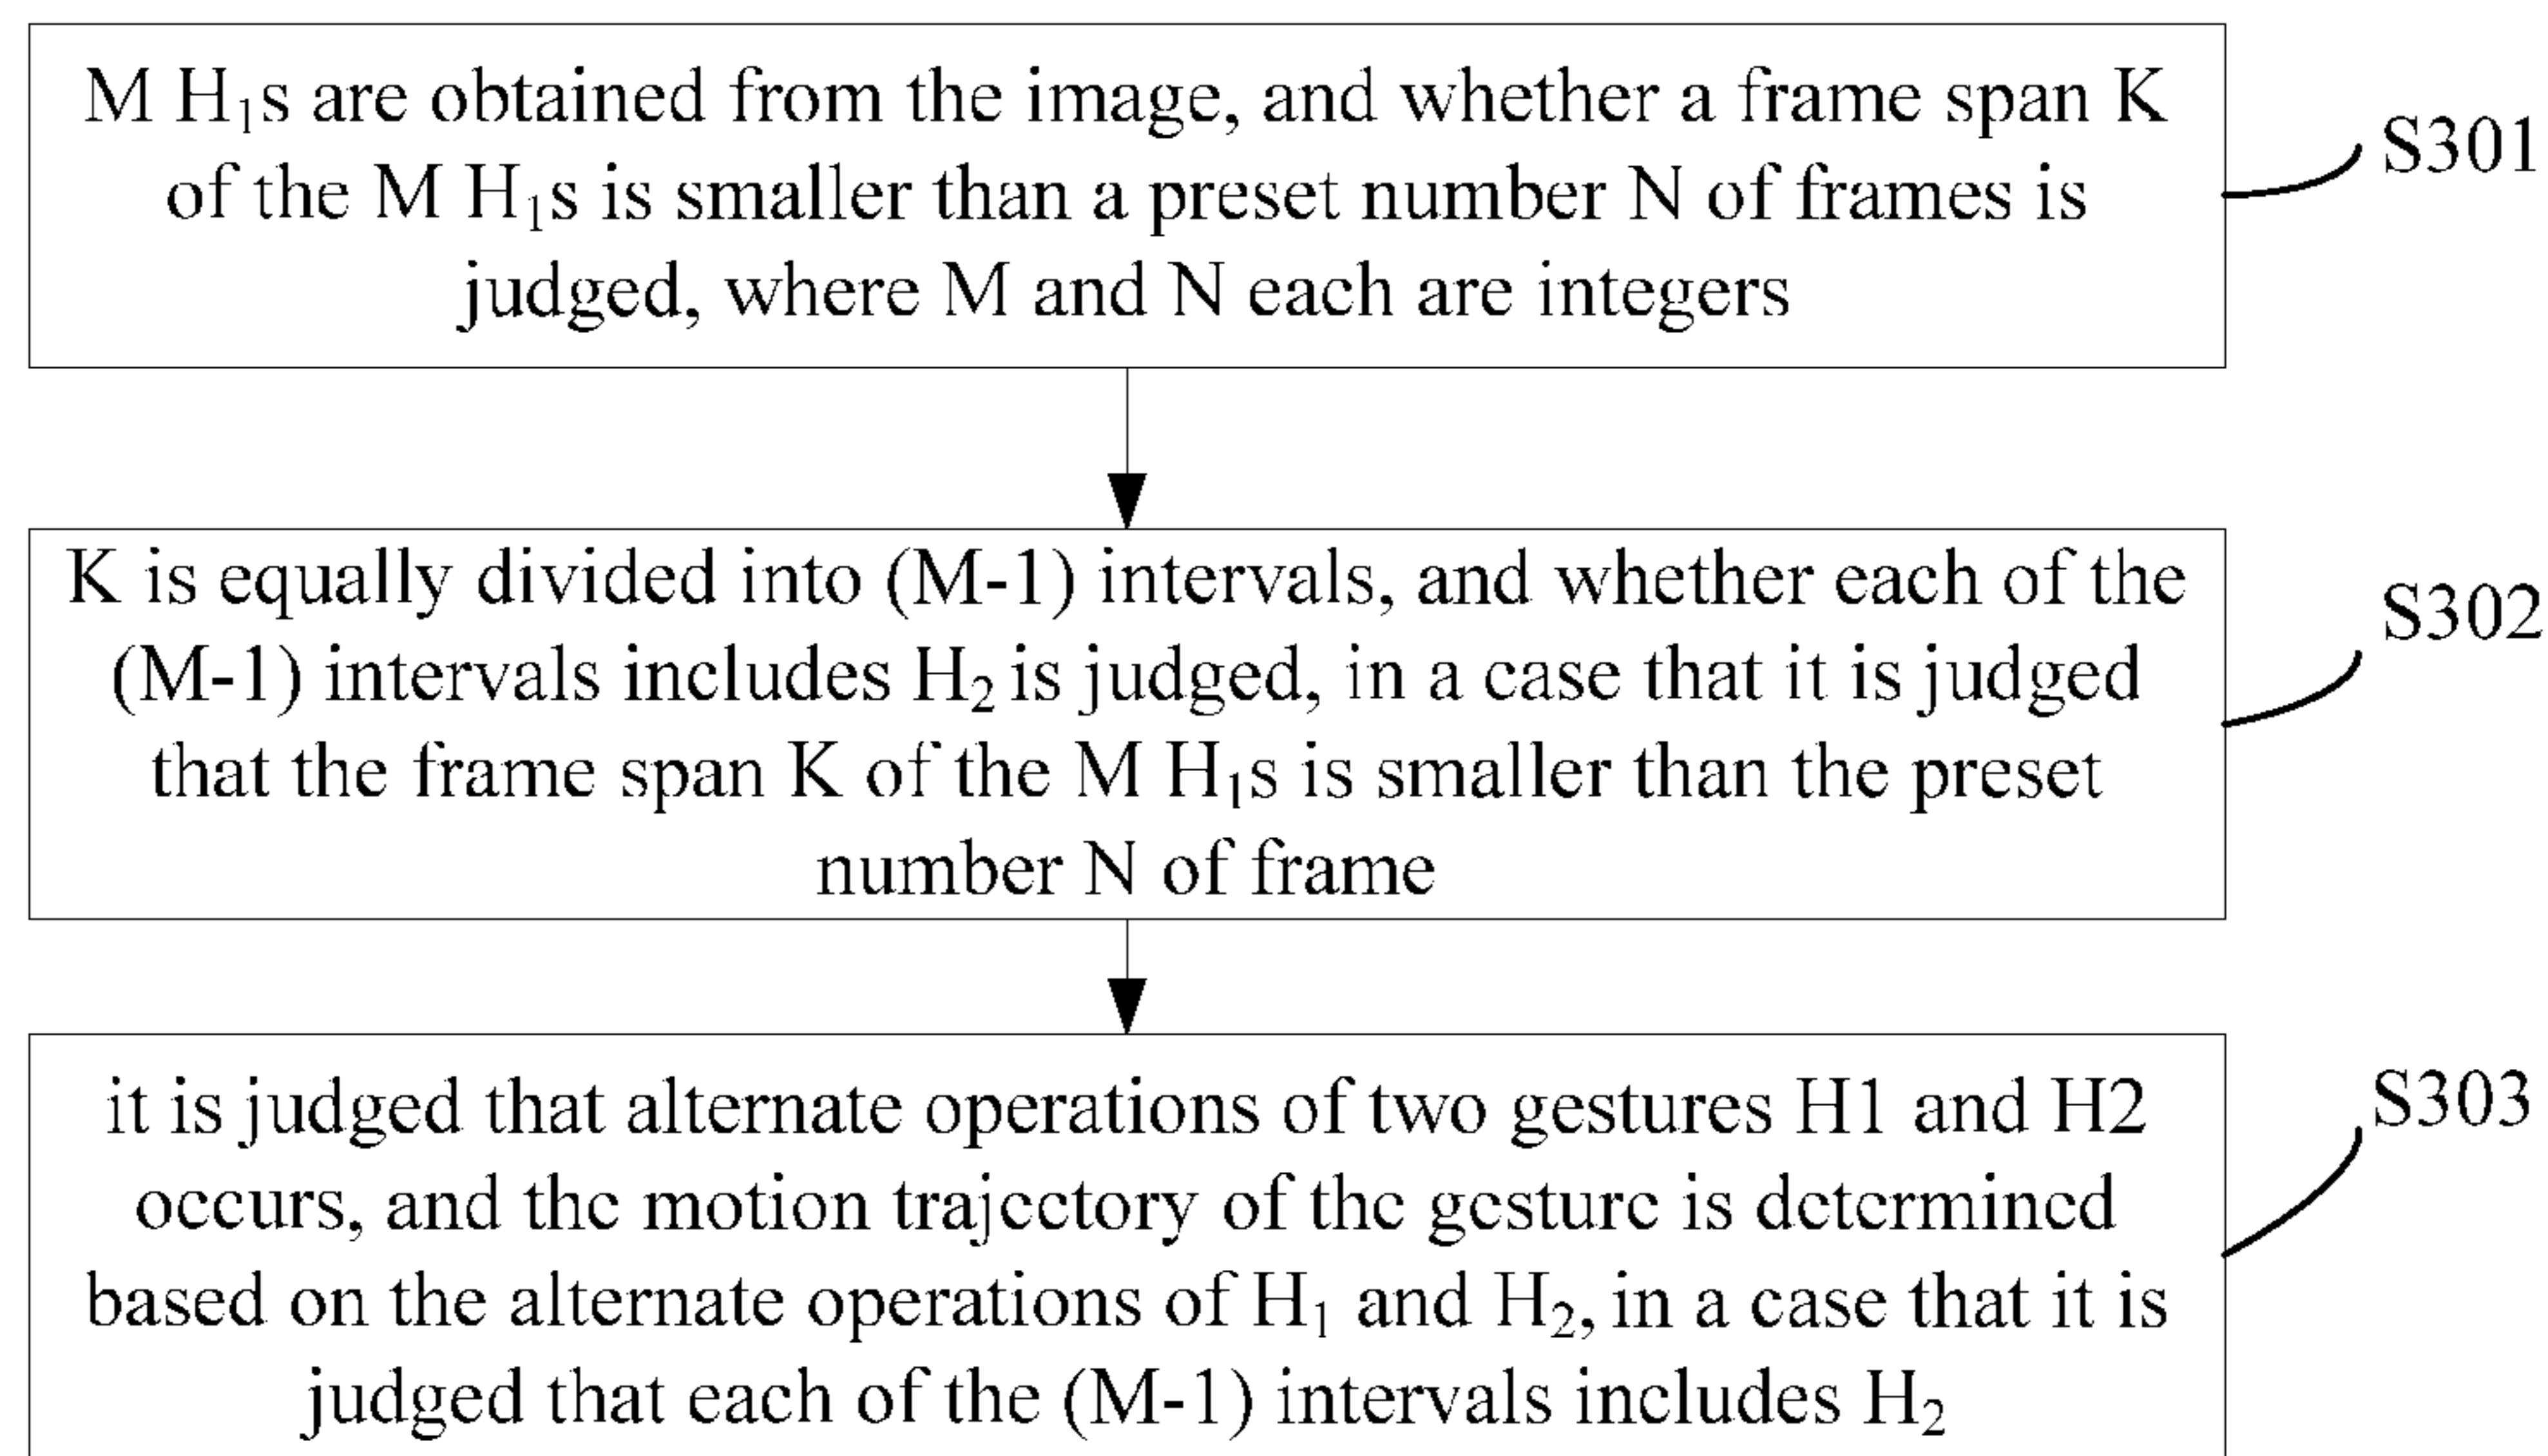 M H₁s are obtained from the image, and whether a frame span K
of the M H₁s is smaller than a preset number N of frames is
judged, where M and N each are integers
S301
K is equally divided into (M-1) intervals, and whether each of the
(M-1) intervals includes H₂ is judged, in a case that it is judged
that the frame span K of the M H₁s is smaller than the preset
number N of frame
S302
it is judged that alternate operations of two gestures H1 and H2
occurs, and the motion trajectory of the gesture is determined
based on the alternate operations of H₁ and H₂, in a case that it is
judged that each of the (M-1) intervals includes H₂
S303